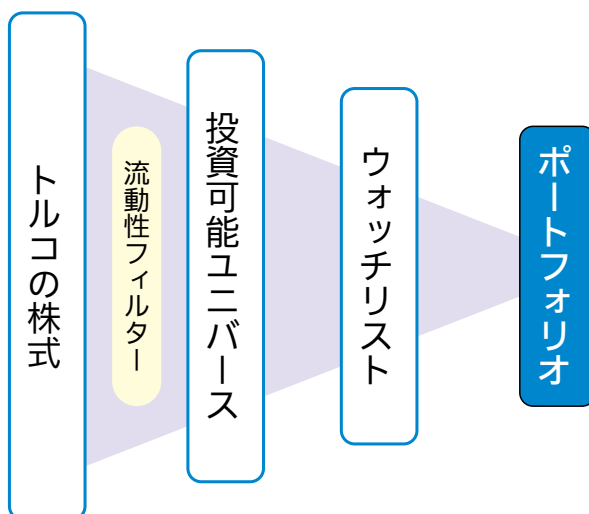 トルコの株式
流動性フィルター
投資可能ユニバース
ウォッチリスト
ポートフォリオ